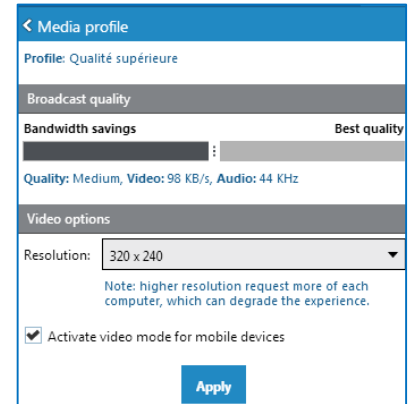 Media profile
Profile: Qualité supérieure
Broadcast quality
Bandwidth savings Best quality
Quality: Medium, Video: 98 KB/s, Audio: 44 KHz
Video options
Resolution: 320 x 240
Note: higher resolution request more of each
computer, which can degrade the experience.
Activate video mode for mobile devices
Apply